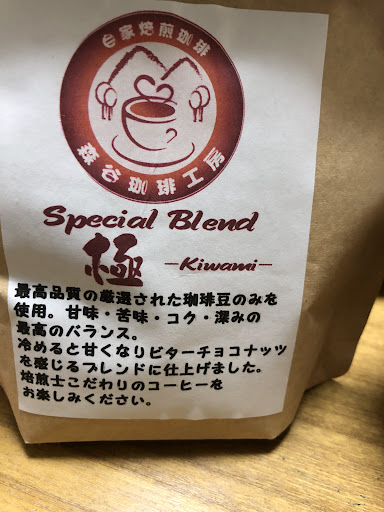 自家焙煎珈琲
森谷珈琲工房
Special Blend
極 -Kiwami-
最高品質の厳選された珈琲豆のみを
使用。甘味・苦味・コク・深みの
最高のバランス。
冷めると甘くなりビターチョコナッツ
を感じるブレンドに仕上げました。
焙煎士こだわりのコーヒーを
お楽しみください。